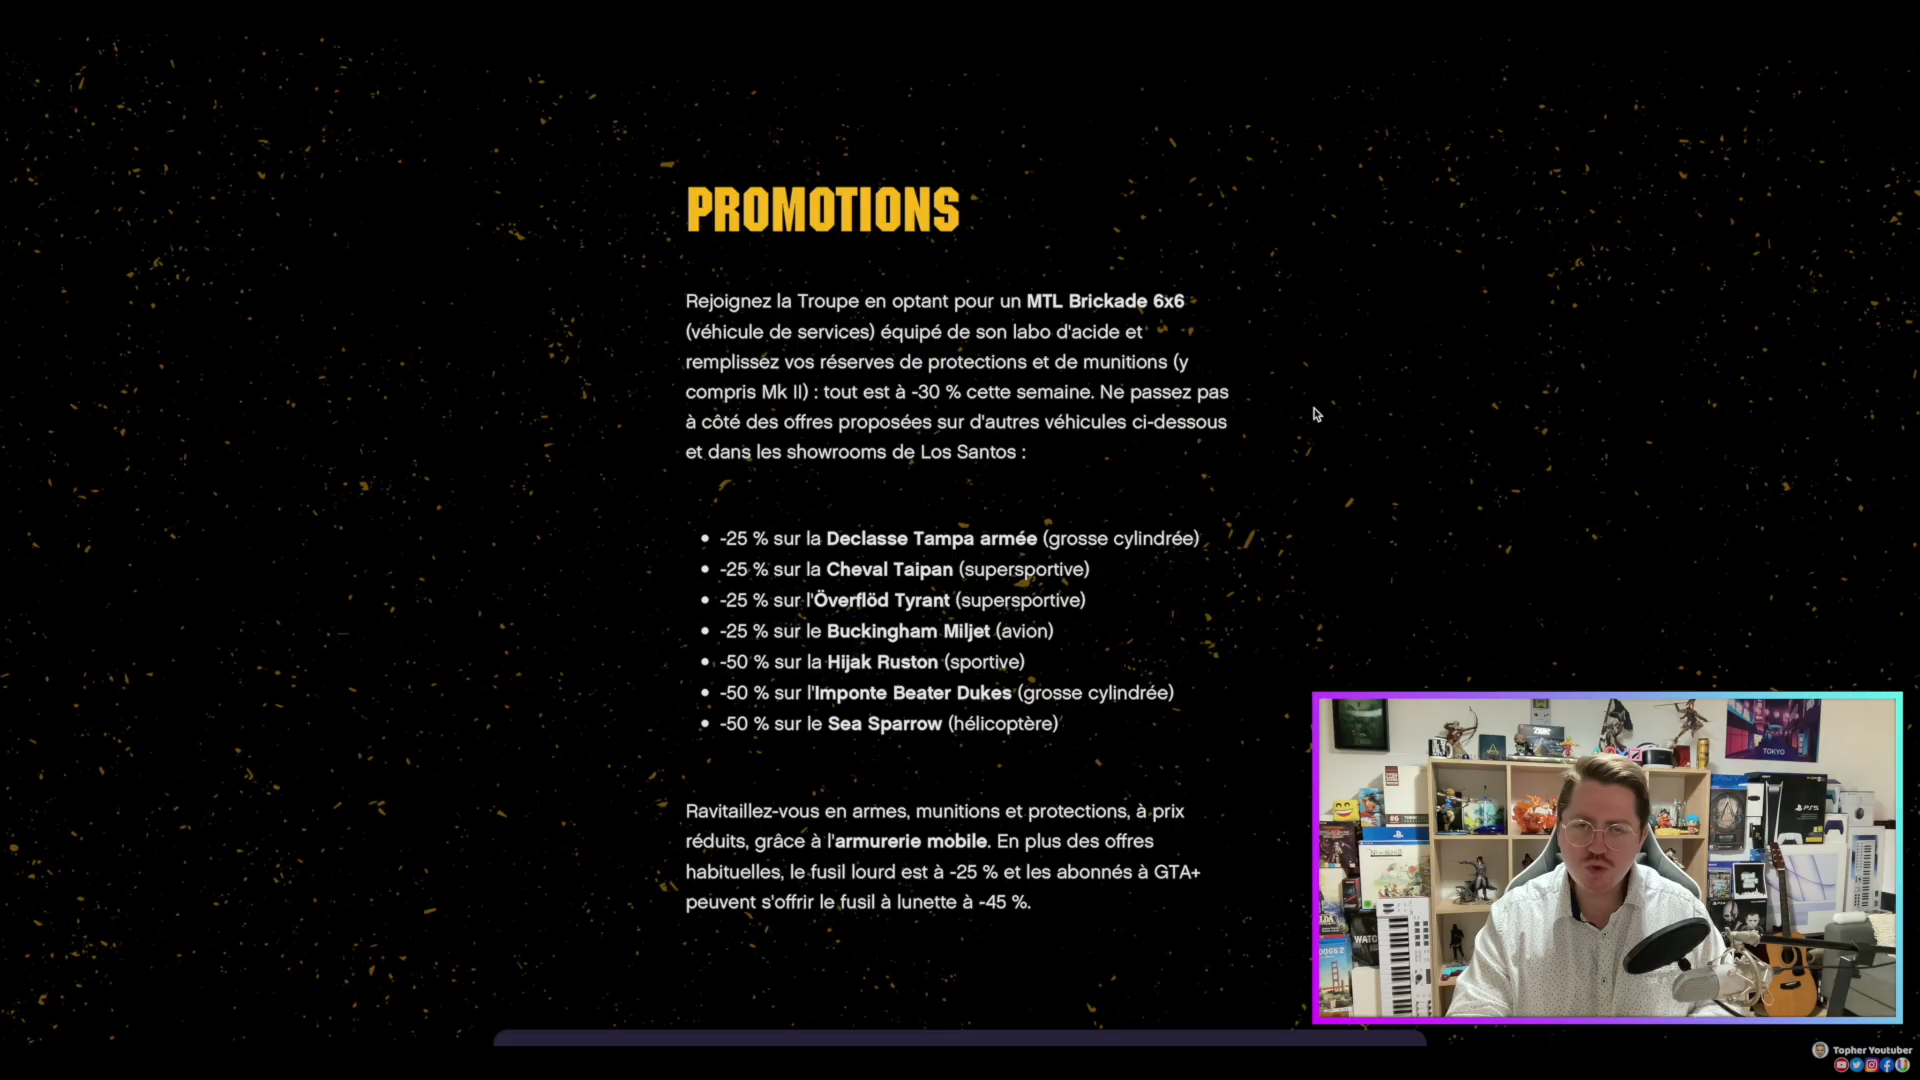 PROMOTIONS
Rejoignez la Troupe en optant pour un MTL Brickade 6x6
(véhicule de services) équipé de son labo d'acide et
remplissez vos réserves de protections et de munitions (y
compris Mk II) : tout est à -30 % cette semaine. Ne passez pas
à côté des offres proposées sur d'autres véhicules ci-dessous
et dans les showrooms de Los Santos :
• -25 % sur la Declasse Tampa armée (grosse cylindrée)
• -25 % sur la Cheval Taipan (supersportive)
• -25 % sur l'Överflöd Tyrant (supersportive)
• -25 % sur le Buckingham Miljet (avion)
• -50 % sur la Hijak Ruston (sportive)
• -50 % sur l'Imponte Beater Dukes (grosse cylindrée)
• -50 % sur le Sea Sparrow (hélicoptère)
Ravitaillez-vous en armes, munitions et protections, à prix
réduits, grâce à l'armurerie mobile. En plus des offres
habituelles, le fusil lourd est à -25 % et les abonnés à GTA+
peuvent s'offrir le fusil à lunette à -45 %.
TOKYO
PS5
Topher Youtuber